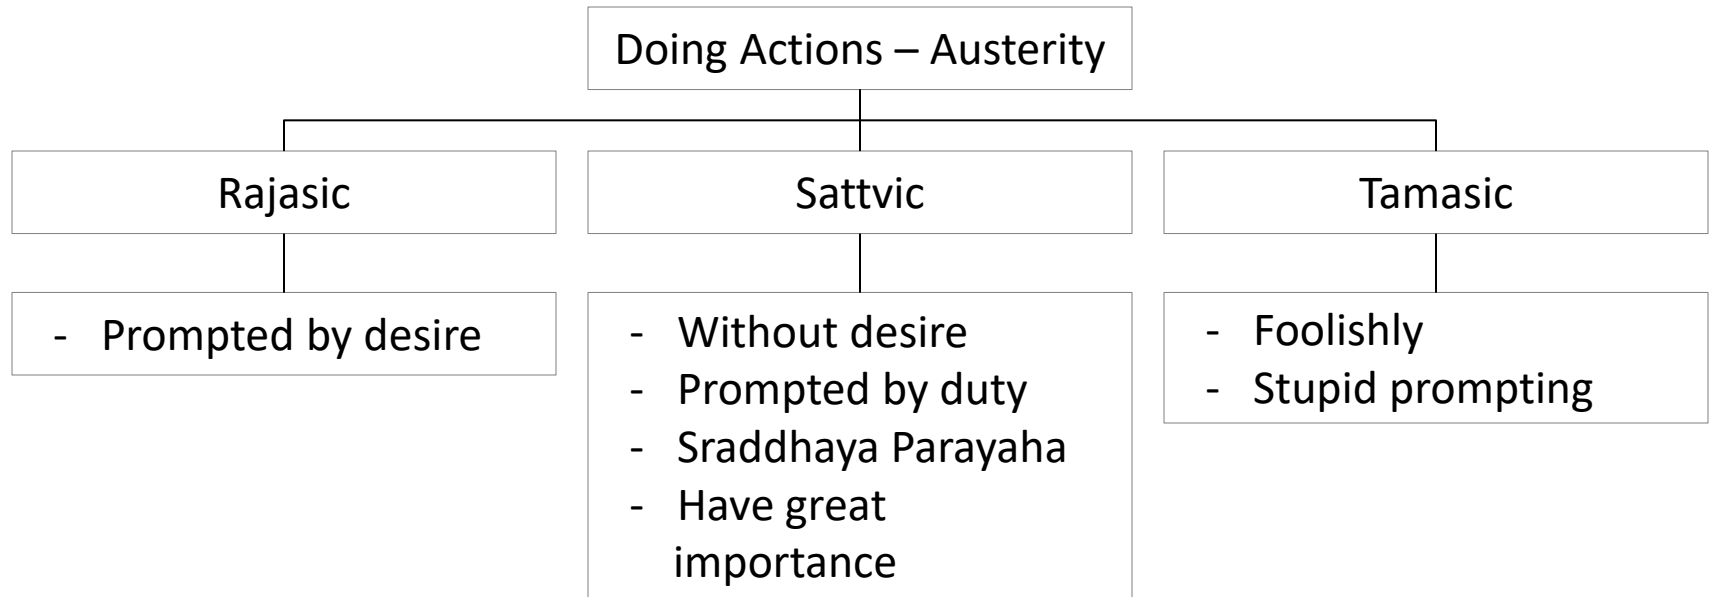 Doing Actions – Austerity
Rajasic
- Prompted by desire
Sattvic
- Without desire
- Prompted by duty
- Sraddhaya Parayaha
- Have great
importance
Tamasic
- Foolishly
- Stupid prompting